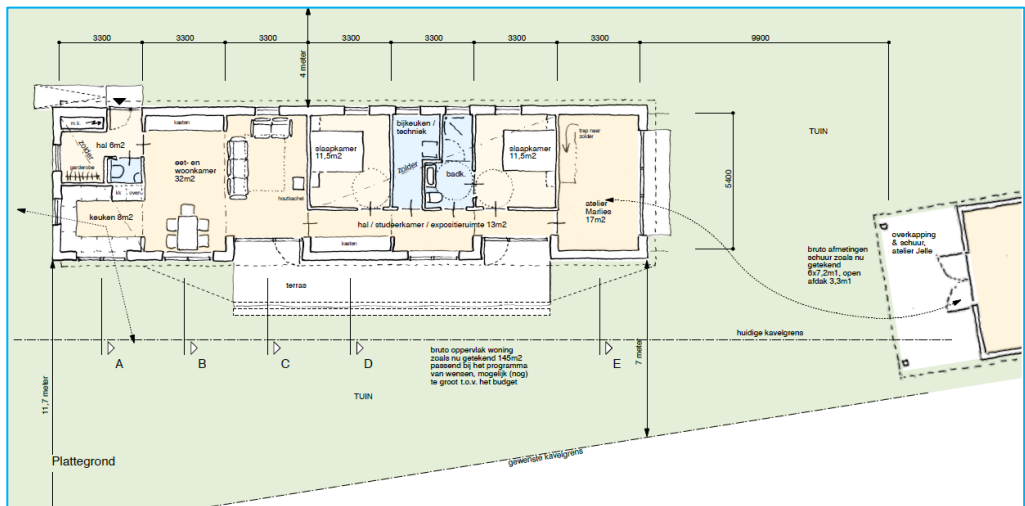 3300 3300 3300 3300 3300 3300 3300 9900
4 meter
TUIN
m.k.
kasten
bijkeuken /
techniek
trap naar
zolder
hal 6m2
zolder
garderobe
eet- en
woonkamer
32m2
slaapkamer
11,5m2
zolder
badk.
slaapkamer
11,5m2
5400
kk oven
houtkachel
keuken 8m2
atelier
Marlies
17m2
hal / studeerkamer / expositieruimte 13m2
kasten
overkapping
& schuur,
atelier Jelle
bruto afmetingen
schuur zoals nu
getekend
6x7,2m1, open
afdak 3,3m1
terras
huidige kavelgrens
A B C D E
bruto oppervlak woning
zoals nu getekend 145m2
passend bij het programma
van wensen, mogelijk (nog)
te groot t.o.v. het budget
7 meter
11,7 meter
TUIN
gewenste kavelgrens
Plattegrond